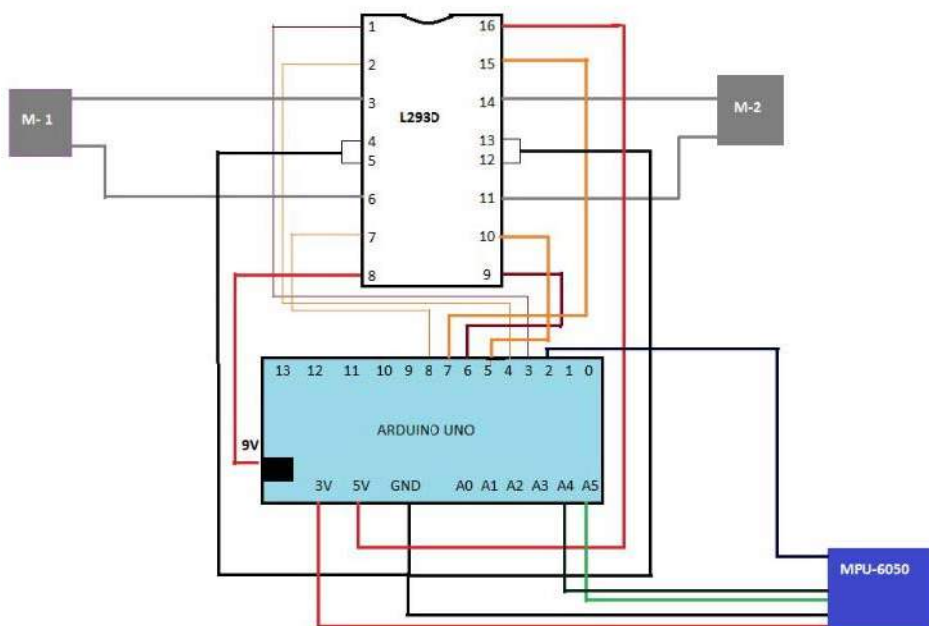 1 16
2 15
M- 1 3 L293D 14 M-2
4 13
5 12
6 11
7 10
8 9
13 12 11 10 9 8 7 6 5 4 3 2 1 0
ARDUINO UNO
9V
3V 5V GND A0 A1 A2 A3 A4 A5
MPU-6050